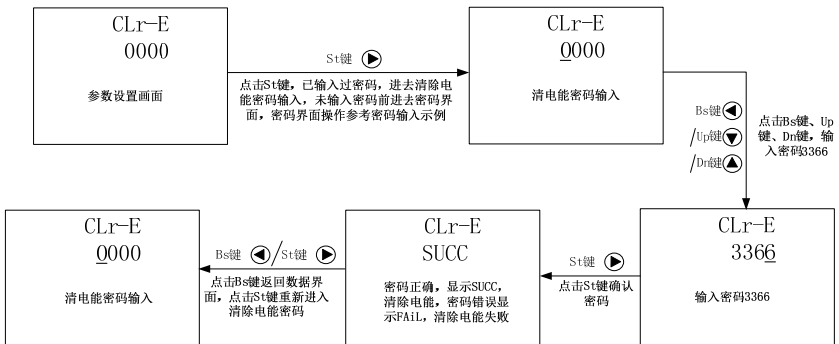 CLr-E
0000
参数设置画面
St键
点击St键，已输入过密码，进去清除电
能密码输入，未输入密码前进去密码界
面，密码界面操作参考密码输入示例
CLr-E
0000
清电能密码输入
Bs键
/Up键
/Dn键
点击Bs键、Up
键、Dn键，输
入密码3366
CLr-E
3366
输入密码3366
St键
点击St键确认
密码
CLr-E
SUCC
密码正确，显示SUCC，
清除电能，密码错误显
示FAiL，清除电能失败
Bs键 / St键
点击Bs键返回数据界
面，点击St键重新进入
清除电能密码
CLr-E
0000
清电能密码输入